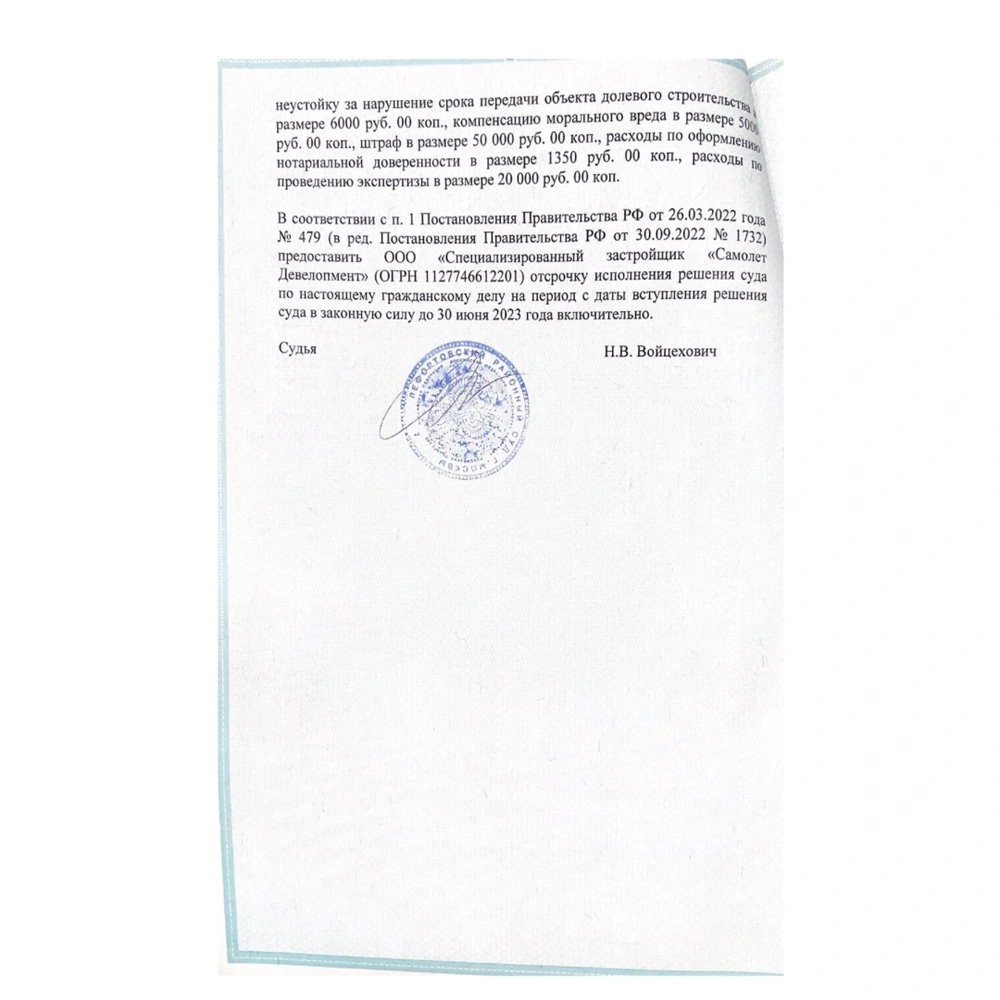 неустойку за нарушение срока передачи объекта долевого строительства в
размере 6000 руб. 00 коп., компенсацию морального вреда в размере 5000
руб. 00 коп., штраф в размере 50 000 руб. 00 коп., расходы по оформлению
нотариальной доверенности в размере 1350 руб. 00 коп., расходы по
проведению экспертизы в размере 20 000 руб. 00 коп.
В соответствии с п. 1 Постановления Правительства РФ от 26.03.2022 года
№ 479 (в ред. Постановления Правительства РФ от 30.09.2022 № 1732)
предоставить ООО «Специализированный застройщик «Самолет
Девелопмент» (ОГРН 1127746612201) отсрочку исполнения решения суда
по настоящему гражданскому делу на период с даты вступления решения
суда в законную силу до 30 июня 2023 года включительно.
Судья Н.В. Войцехович
ЛЕФОРТОВСКИЙ РАЙОННЫЙ СУД Г. МОСКВЫ